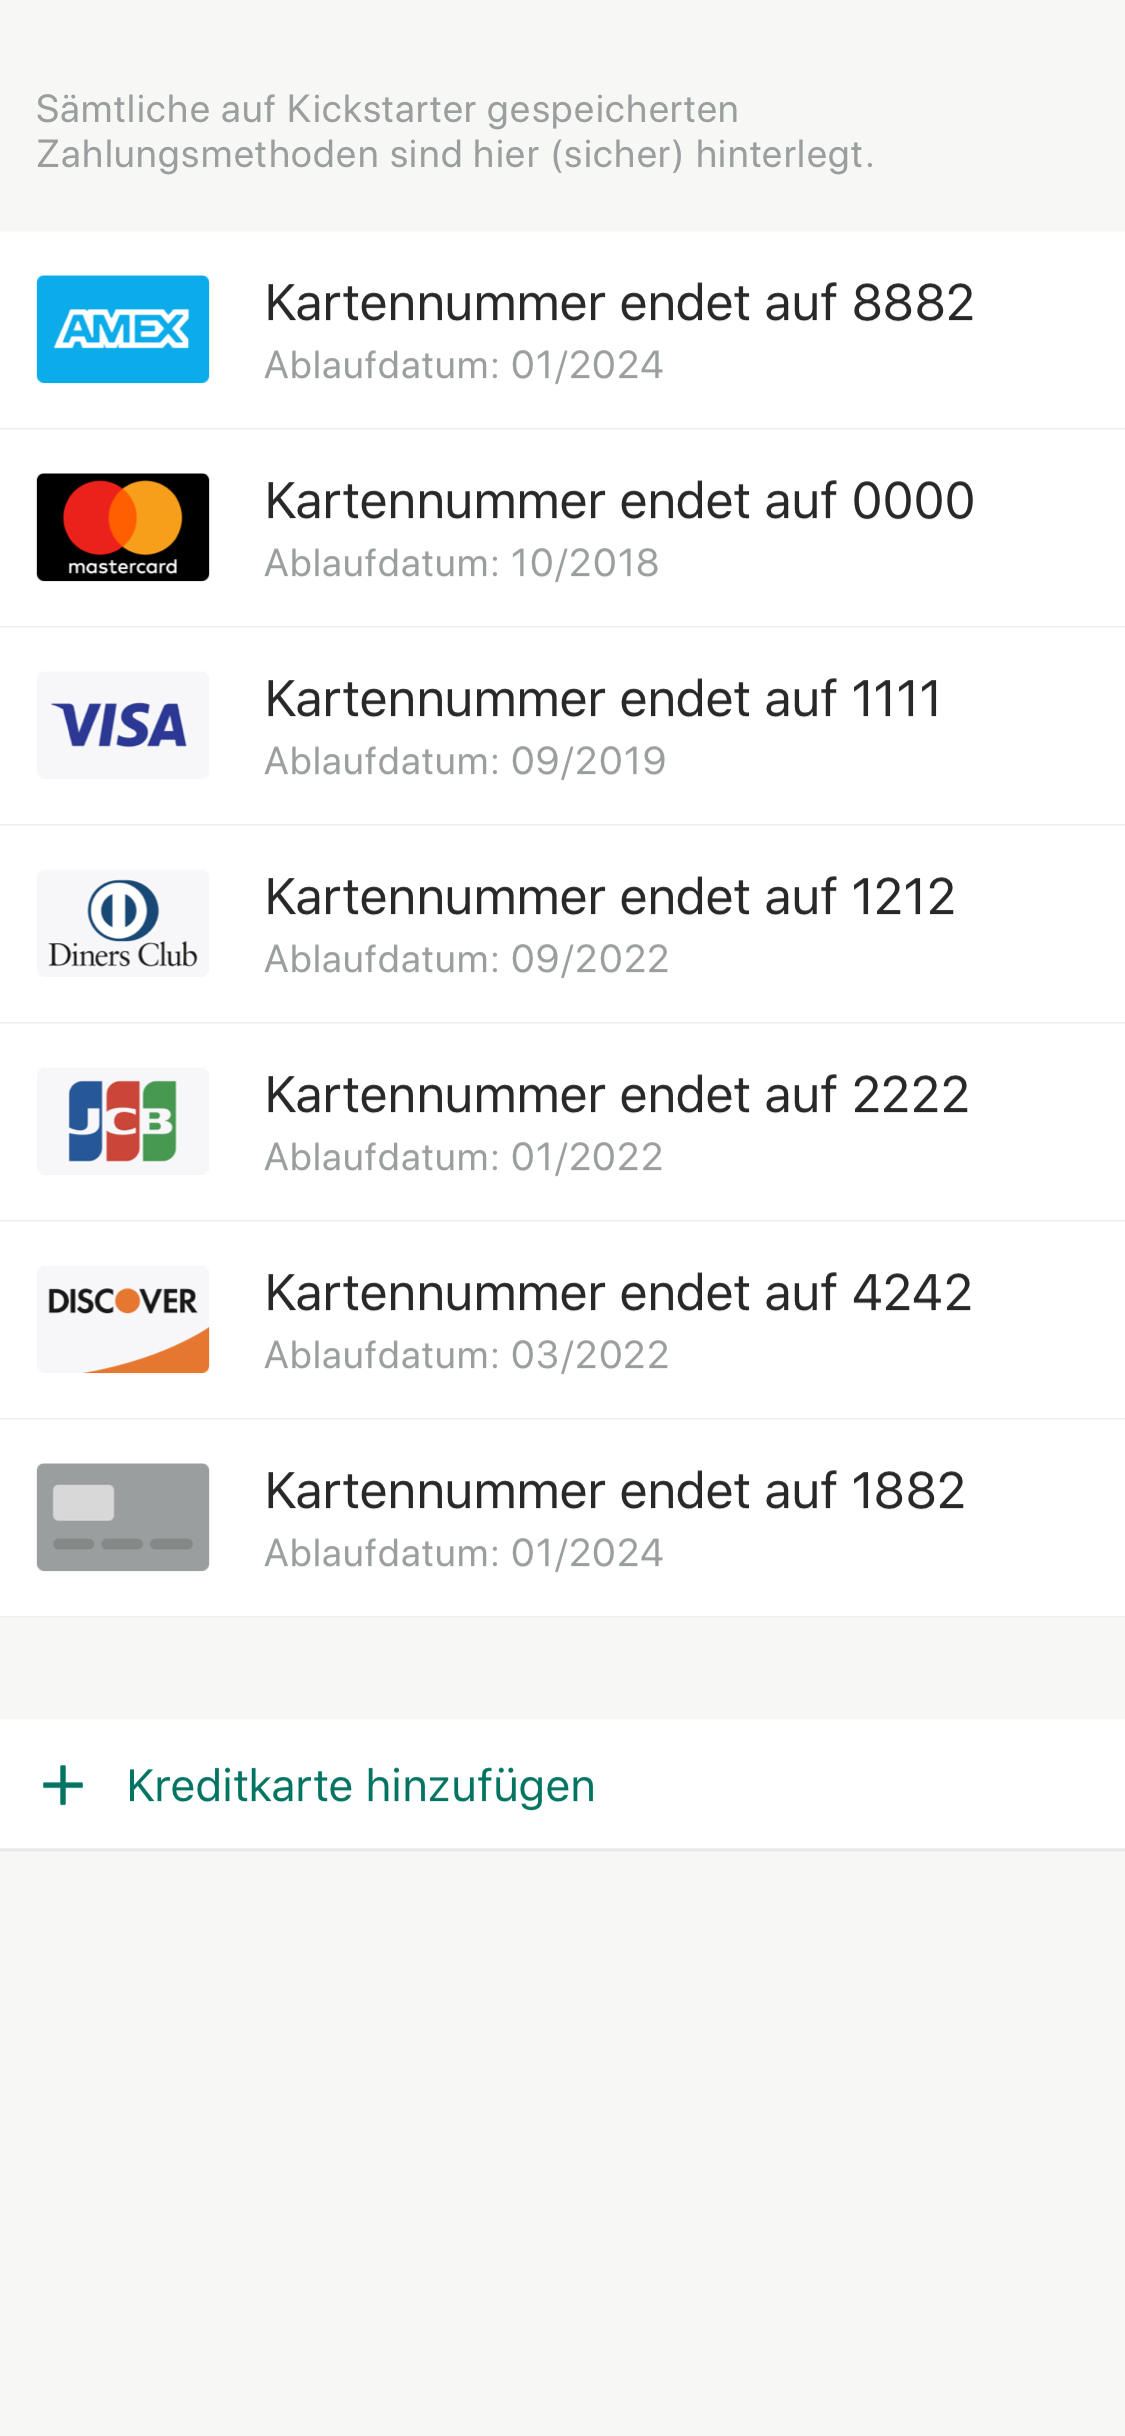 Sämtliche auf Kickstarter gespeicherten
Zahlungsmethoden sind hier (sicher) hinterlegt.
AMEX
Kartennummer endet auf 8882
Ablaufdatum: 01/2024
mastercard
Kartennummer endet auf 0000
Ablaufdatum: 10/2018
VISA
Kartennummer endet auf 1111
Ablaufdatum: 09/2019
Diners Club
Kartennummer endet auf 1212
Ablaufdatum: 09/2022
JCB
Kartennummer endet auf 2222
Ablaufdatum: 01/2022
DISCOVER
Kartennummer endet auf 4242
Ablaufdatum: 03/2022
Kartennummer endet auf 1882
Ablaufdatum: 01/2024
+ Kreditkarte hinzufügen